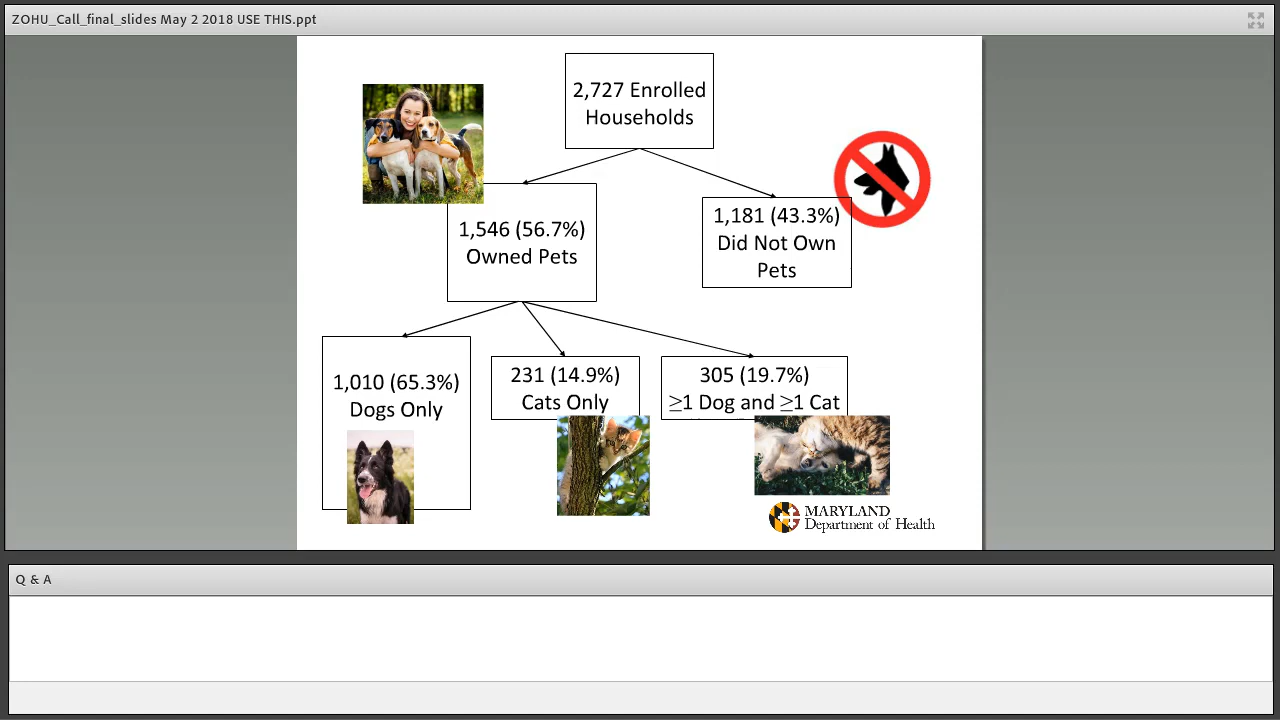 ZOHU_Call_final_slides May 2 2018 USE THIS.ppt
2,727 Enrolled
Households
1,546 (56.7%)
Owned Pets
1,181 (43.3%)
Did Not Own
Pets
1,010 (65.3%)
Dogs Only
231 (14.9%)
Cats Only
305 (19.7%)
≥1 Dog and ≥1 Cat
MARYLAND
Department of Health
Q & A